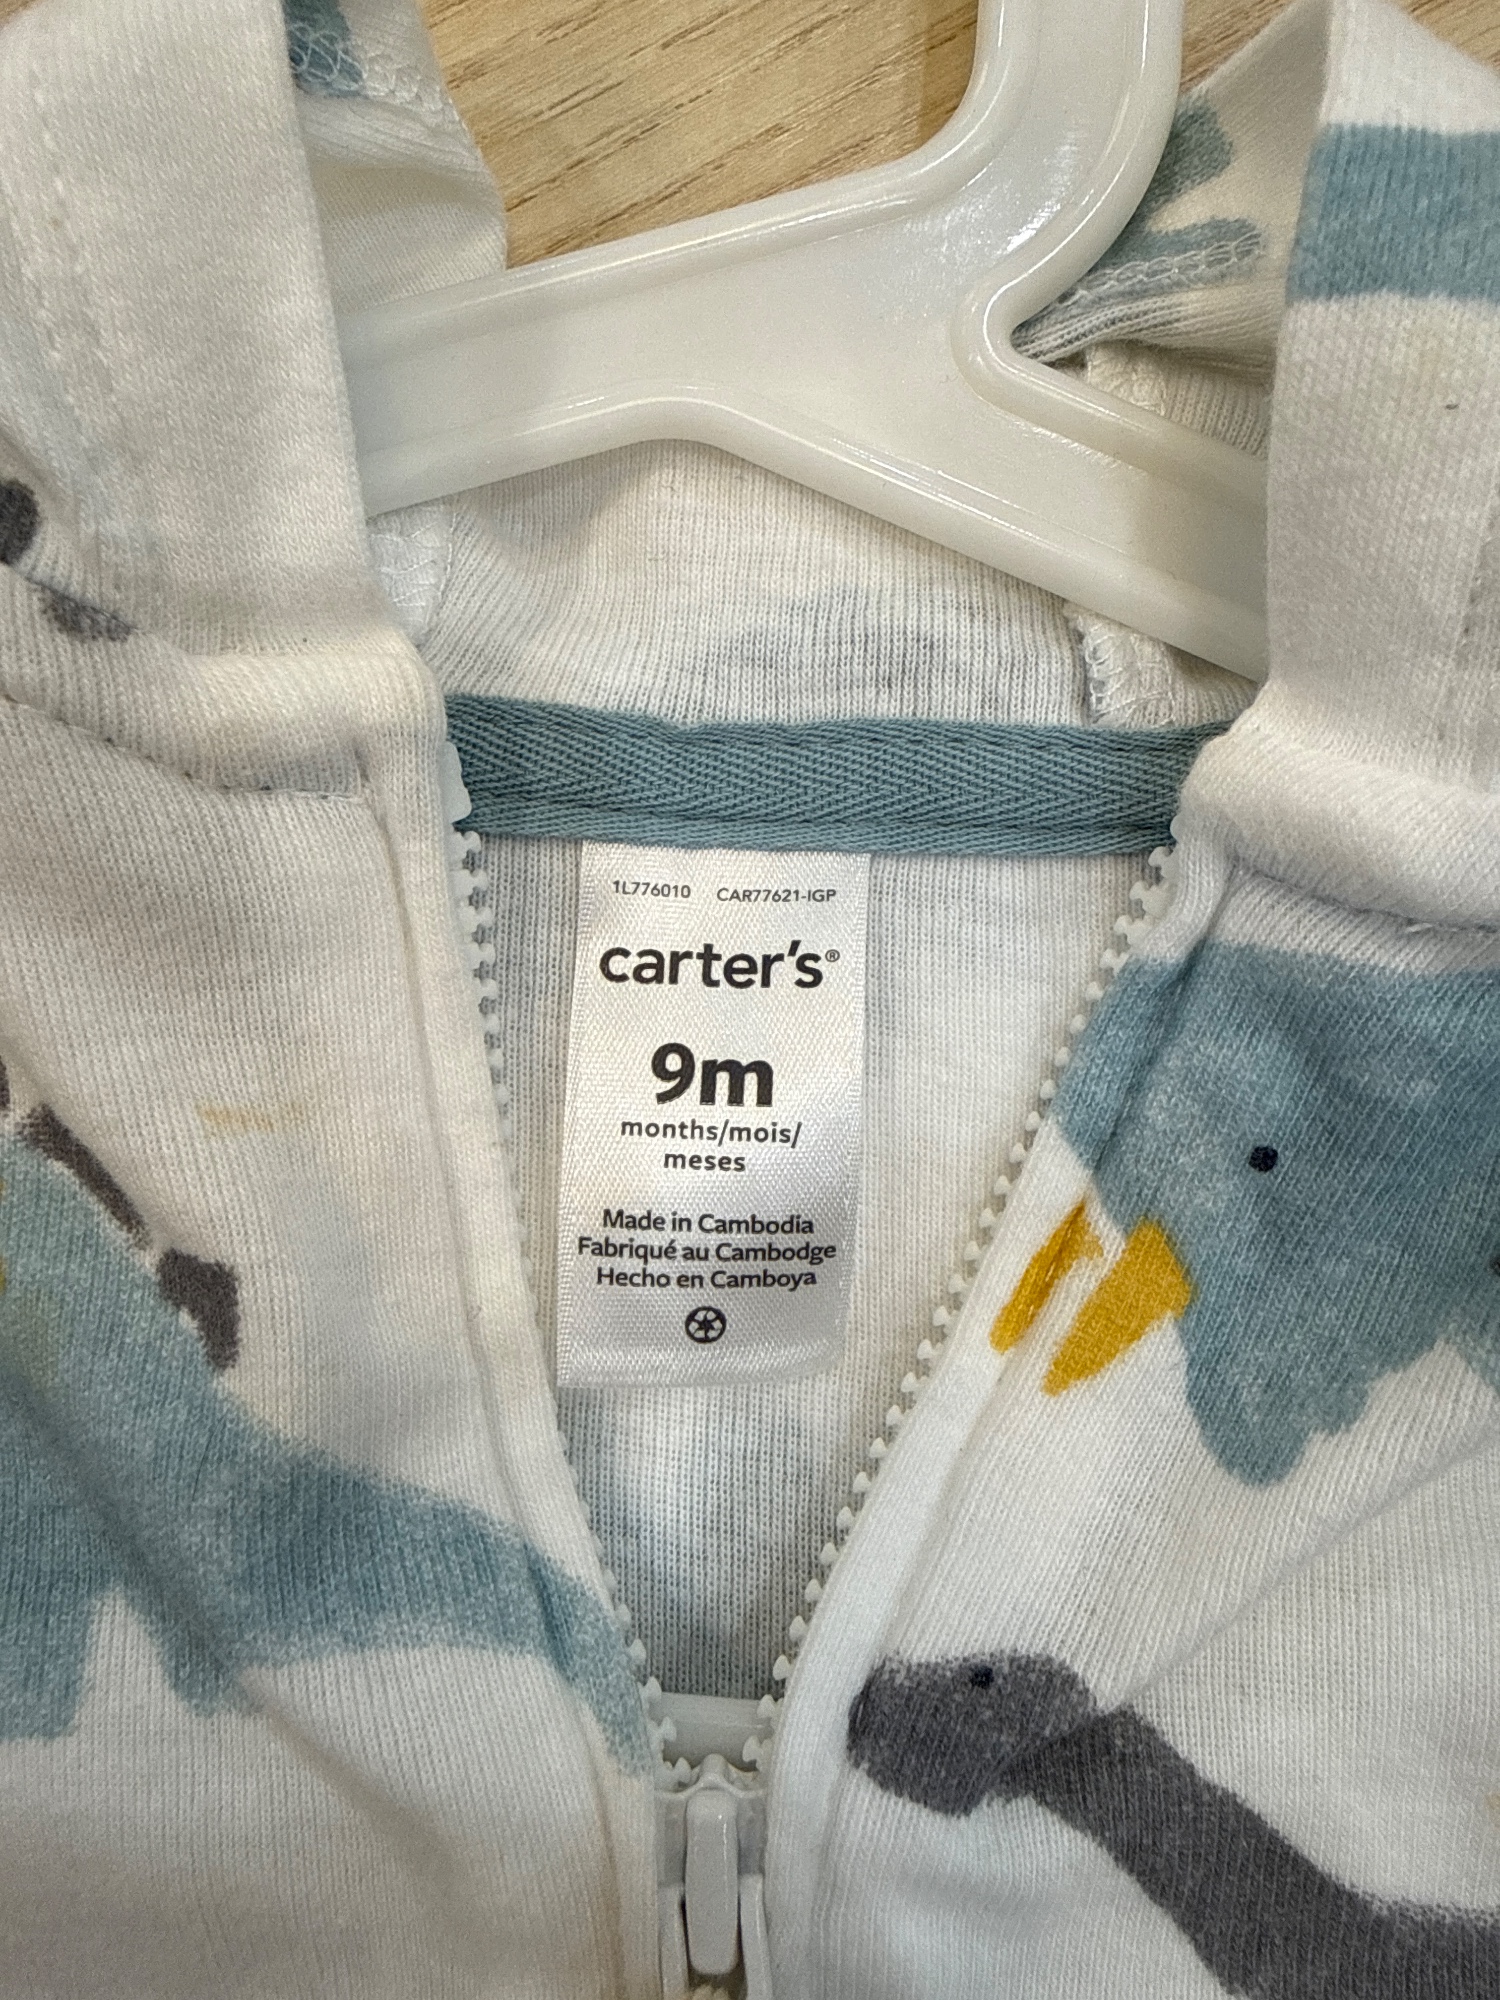 1L776010 CAR77621-IGP
carter's®
9m
months/mois/
meses
Made in Cambodia
Fabriqué au Cambodge
Hecho en Camboya